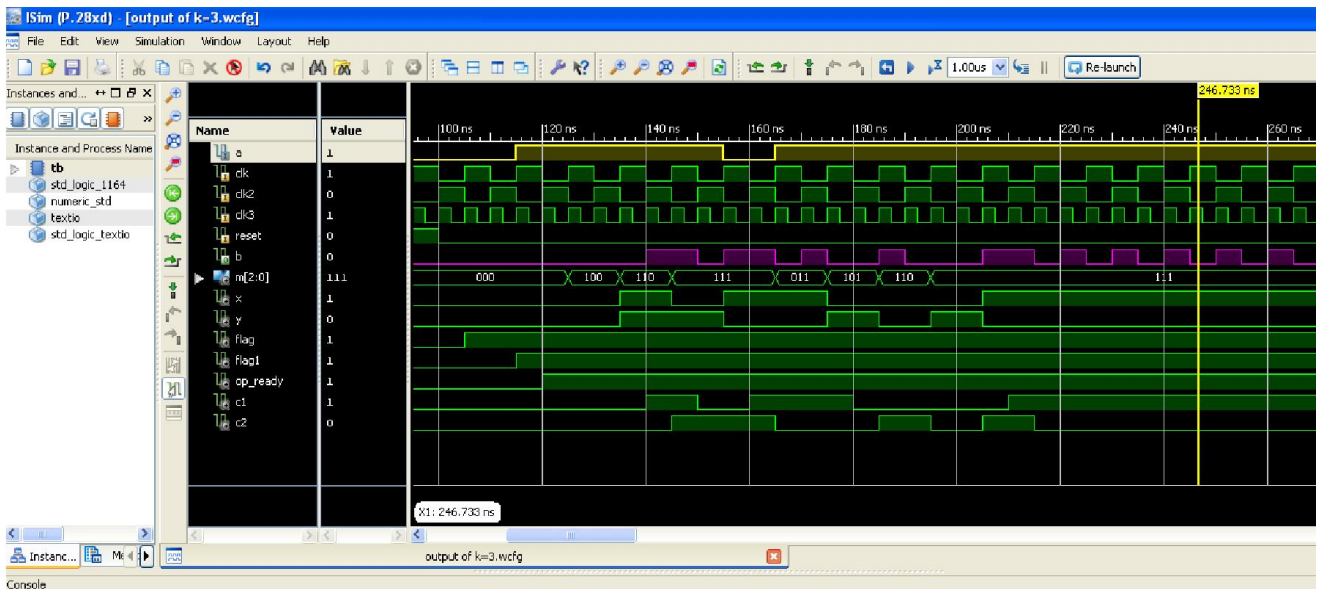 ISim (P.28xd) - [output of k=3.wcfg]
File Edit View Simulation Window Layout Help
1.00us Re-launch
Instances and...
»
Instance and Process Name
tb
std_logic_1164
numeric_std
textio
std_logic_textio
Name Value
a 1
clk 1
clk2 0
clk3 1
reset 0
b 0
m[2:0] 111
x 1
y 0
flag 1
flag1 1
op_ready 1
c1 1
c2 0
246.733 ns
100 ns 120 ns 140 ns 160 ns 180 ns 200 ns 220 ns 240 ns 260 ns
000 100 110 111 011 101 110 111
X1: 246.733 ns
Instanc... Me
output of k=3.wcfg
Console